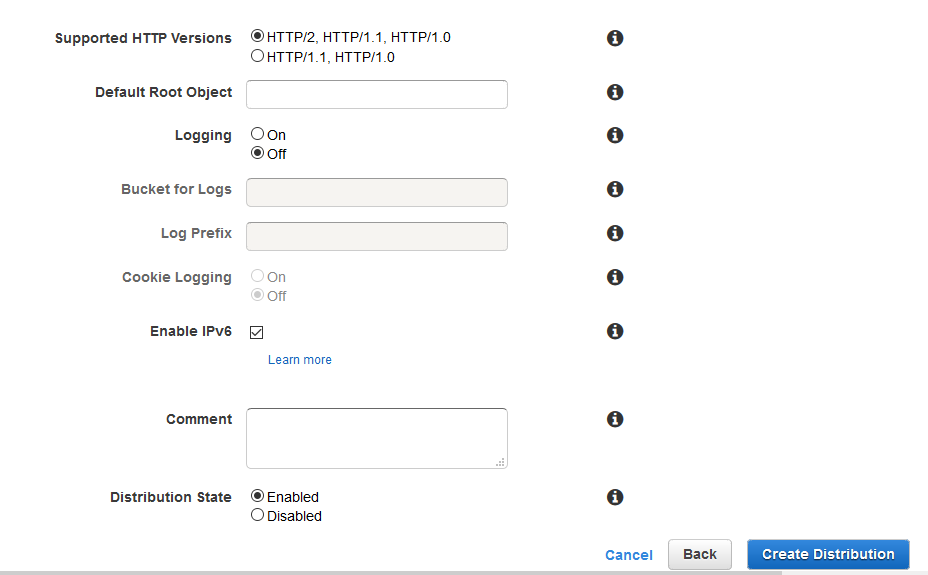 Supported HTTP Versions HTTP/2, HTTP/1.1, HTTP/1.0
HTTP/1.1, HTTP/1.0
Default Root Object
Logging On
Off
Bucket for Logs
Log Prefix
Cookie Logging On
Off
Enable IPv6
Learn more
Comment
Distribution State Enabled
Disabled
Cancel Back Create Distribution